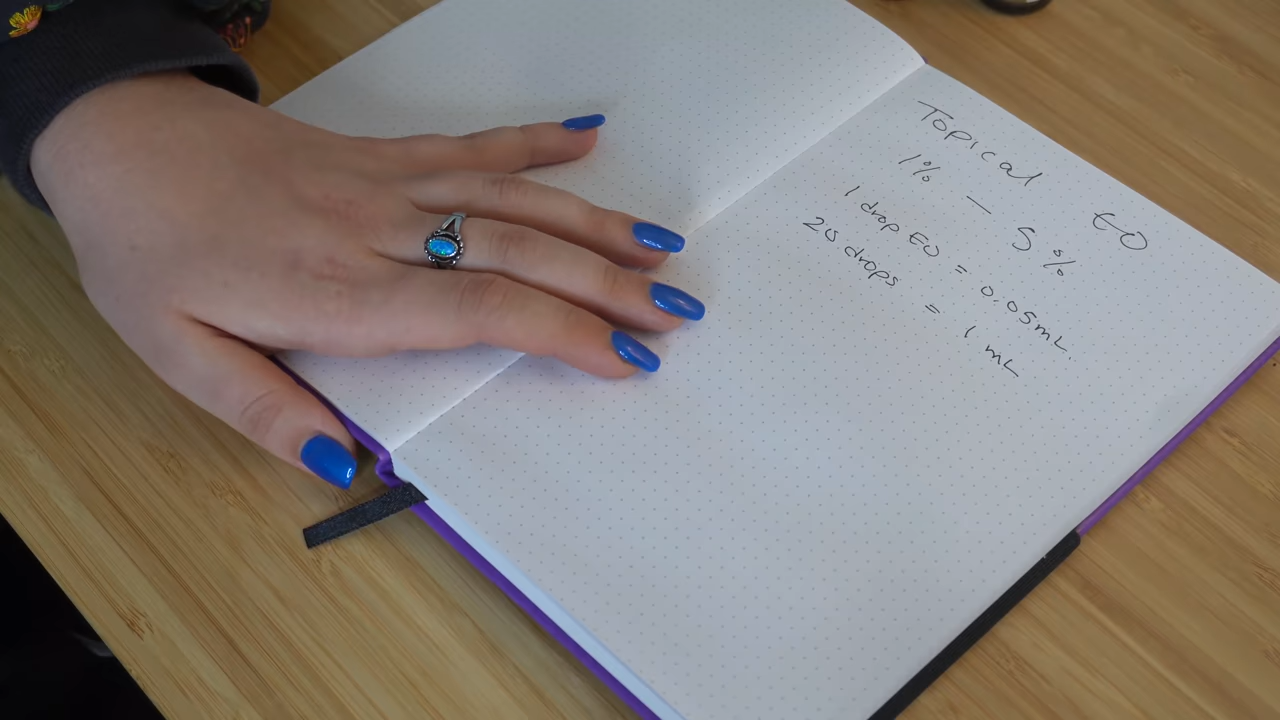 Topical EO
1% — 5%
1 drop EO = 0.05mL.
20 drops = 1 mL